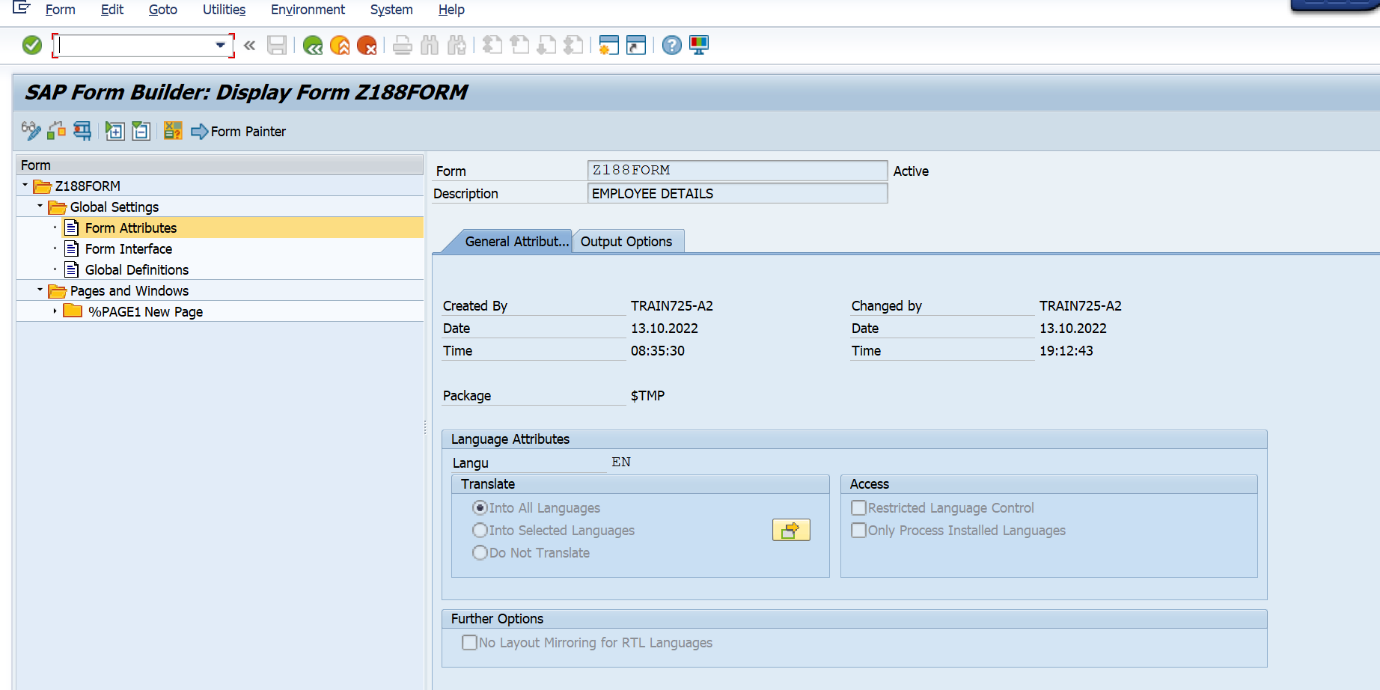 Form Edit Goto Utilities Environment System Help
SAP Form Builder: Display Form Z188FORM
Form Painter
Form
Z188FORM
Global Settings
Form Attributes
Form Interface
Global Definitions
Pages and Windows
%PAGE1 New Page
Form Z188FORM Active
Description EMPLOYEE DETAILS
General Attribut... Output Options
Created By TRAIN725-A2 Changed by TRAIN725-A2
Date 13.10.2022 Date 13.10.2022
Time 08:35:30 Time 19:12:43
Package $TMP
Language Attributes
Langu EN
Translate Access
Into All Languages Restricted Language Control
Into Selected Languages Only Process Installed Languages
Do Not Translate
Further Options
No Layout Mirroring for RTL Languages